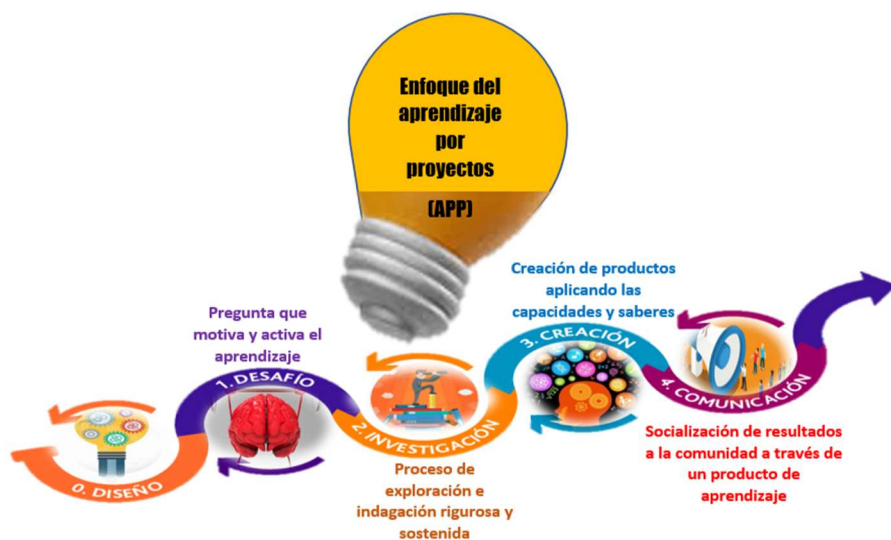 Enfoque del
aprendizaje
por
proyectos
(APP)
0. DISEÑO
Pregunta que
motiva y activa el
aprendizaje
1. DESAFÍO
2. INVESTIGACIÓN
Proceso de
exploración e
indagación rigurosa y
sostenida
Creación de productos
aplicando las
capacidades y saberes
3. CREACIÓN
4. COMUNICACIÓN
Socialización de resultados
a la comunidad a través de
un producto de
aprendizaje